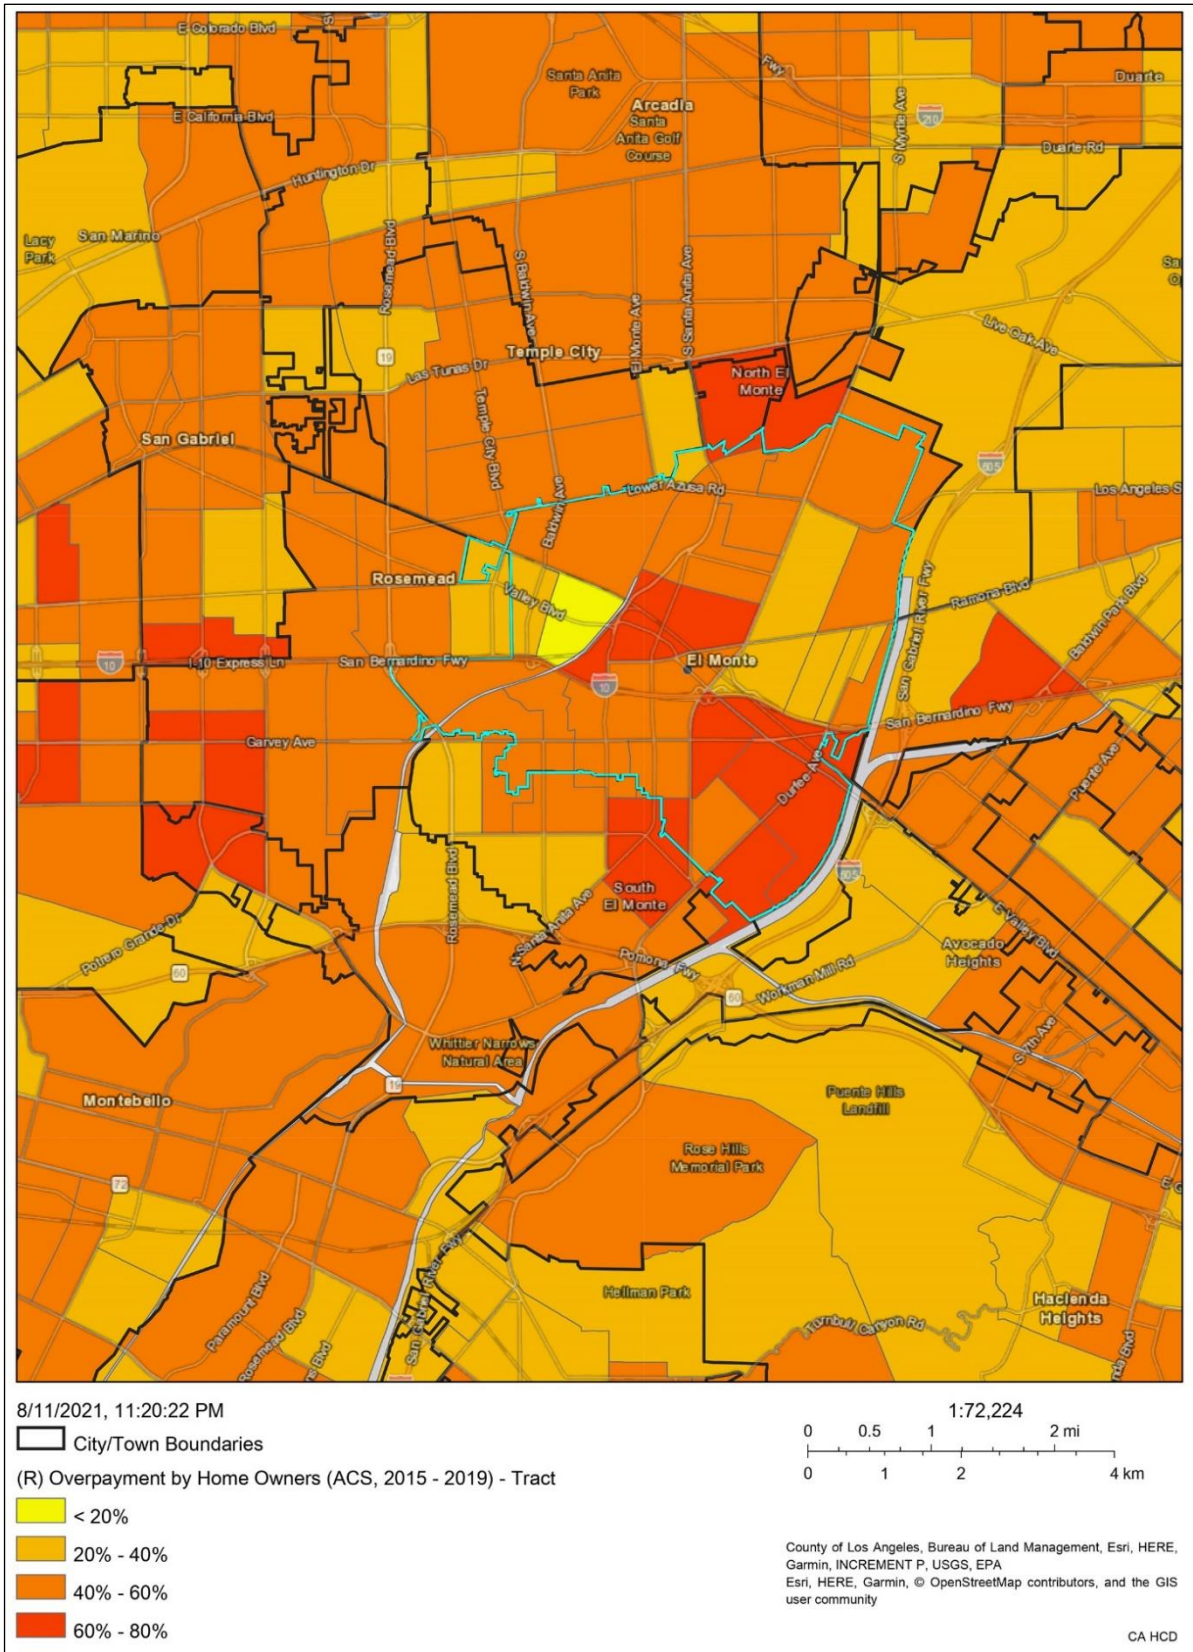 E Colorado Blvd
Santa Anita
Park
Fwy
Duarte
Arcadia
Santa
Anita Golf
Course
E California Blvd
S Myrtle Ave
210
Huntington Dr
Duarte Rd
Lacy
Park
San Marino
Rosemead Blvd
S Baldwin Ave
El Monte Ave
S Santa Anita Ave
Live Oak Ave
19
Temple City
Las Tunas Dr
North El
Monte
San Gabriel
Temple City Blvd
Baldwin Ave
Lower Azusa Rd
605
Los Angeles S
Rosemead
Valley Blvd
San Gabriel River Fwy
Ramona Blvd
Baldwin Park Blvd
10
I-10 Express Ln
San Bernardino Fwy
El Monte
10
San Bernardino Fwy
Garvey Ave
Durfee Ave
Puente Ave
Rosemead Blvd
605
South
El Monte
N Santa Anita Ave
E Valley Blvd
Potrero Grande Dr
60
Pomona Fwy
Avocado
Heights
Workman Mill Rd
60
S 7th Ave
Whittier Narrows
Natural Area
19
Montebello
Puente Hills
Landfill
Rose Hills
Memorial Park
72
San Gabriel River Fwy
Paramount Blvd
Rosemead Blvd
Hellman Park
Turnbull Canyon Rd
Hacienda
Heights
8/11/2021, 11:20:22 PM
1:72,224
0 0.5 1 2 mi
0 1 2 4 km
City/Town Boundaries
(R) Overpayment by Home Owners (ACS, 2015 - 2019) - Tract
< 20%
20% - 40%
40% - 60%
60% - 80%
County of Los Angeles, Bureau of Land Management, Esri, HERE,
Garmin, INCREMENT P, USGS, EPA
Esri, HERE, Garmin, © OpenStreetMap contributors, and the GIS
user community
CA HCD